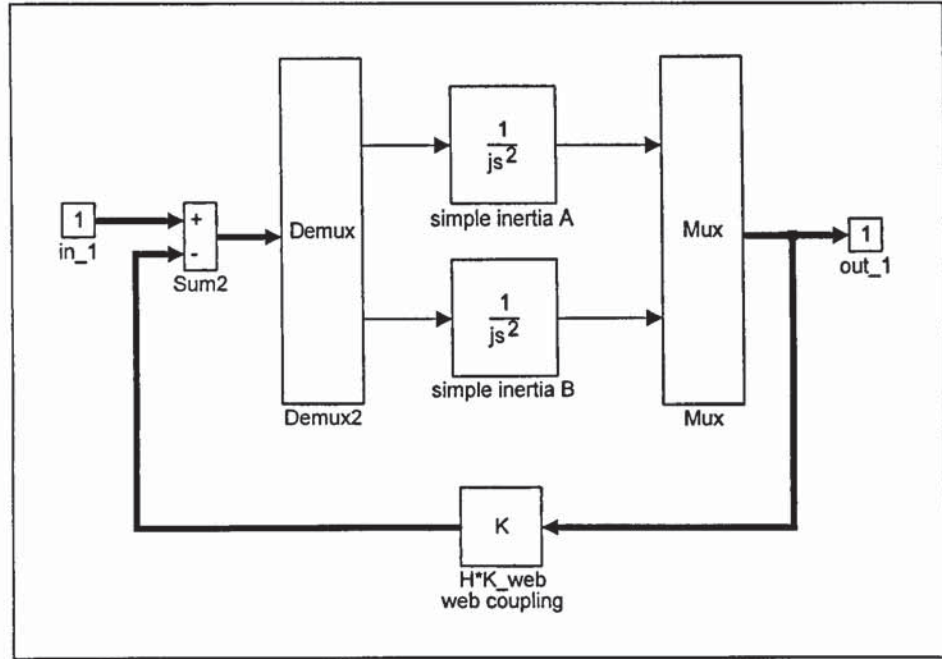 1
js²
simple inertia A
1
in_1
+
-
Sum2
Demux
Demux2
1
js²
simple inertia B
Mux
Mux
1
out_1
K
H*K_web
web coupling